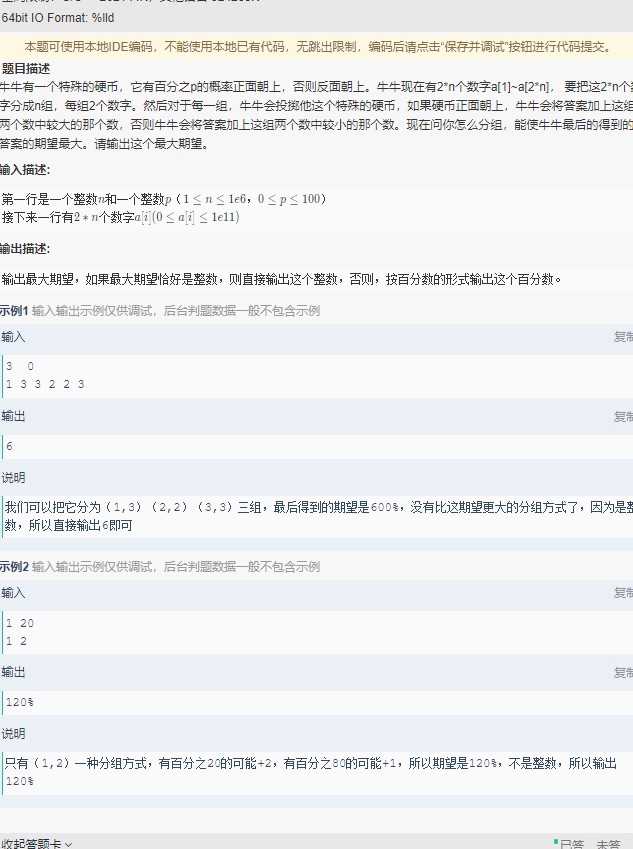 64bit IO Format: %lld
本题可使用本地IDE编码，不能使用本地已有代码，无跳出限制，编码后请点击“保存并调试”按钮进行代码提交。
题目描述
牛牛有一个特殊的硬币，它有百分之p的概率正面朝上，否则反面朝上。牛牛现在有2*n个数字a[1]~a[2*n]， 要把这2*n个数
字分成n组，每组2个数字。然后对于每一组，牛牛会投掷他这个特殊的硬币，如果硬币正面朝上，牛牛会将答案加上这组
两个数中较大的那个数，否则牛牛会将答案加上这组两个数中较小的那个数。现在问你怎么分组，能使牛牛最后的得到的
答案的期望最大。请输出这个最大期望。
输入描述：
第一行是一个整数n和一个整数p（1 ≤ n ≤ 1e6，0 ≤ p ≤ 100）
接下来一行有2 * n个数字a[i](0 ≤ a[i] ≤ 1e11)
输出描述：
输出最大期望，如果最大期望恰好是整数，则直接输出这个整数，否则，按百分数的形式输出这个百分数。
示例1 输入输出示例仅供调试，后台判题数据一般不包含示例
输入
复制
3 0
1 3 3 2 2 3
输出
复制
6
说明
我们可以把它分为（1,3）（2,2）（3,3）三组，最后得到的期望是600%，没有比这期望更大的分组方式了，因为是整
数，所以直接输出6即可
示例2 输入输出示例仅供调试，后台判题数据一般不包含示例
输入
复制
1 20
1 2
输出
复制
120%
说明
只有（1,2）一种分组方式，有百分之20的可能+2，有百分之80的可能+1，所以期望是120%，不是整数，所以输出
120%
收起答题卡
已答 未答